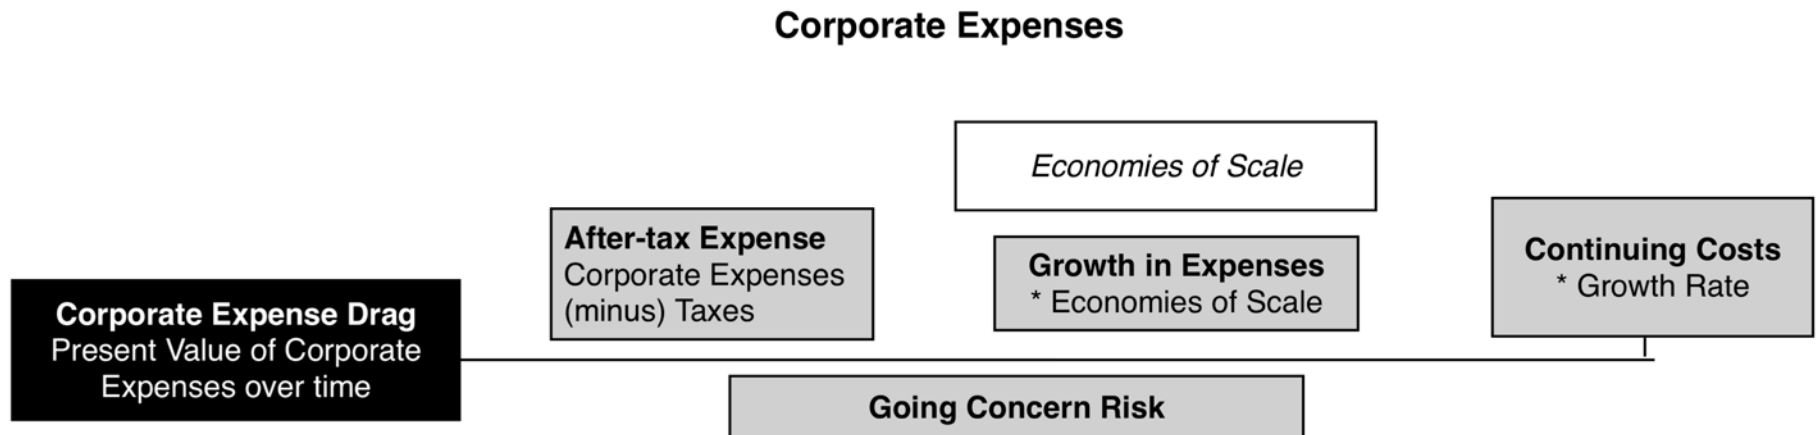 Corporate Expenses
Economies of Scale
After-tax Expense
Corporate Expenses
(minus) Taxes
Growth in Expenses
* Economies of Scale
Continuing Costs
* Growth Rate
Corporate Expense Drag
Present Value of Corporate
Expenses over time
Going Concern Risk